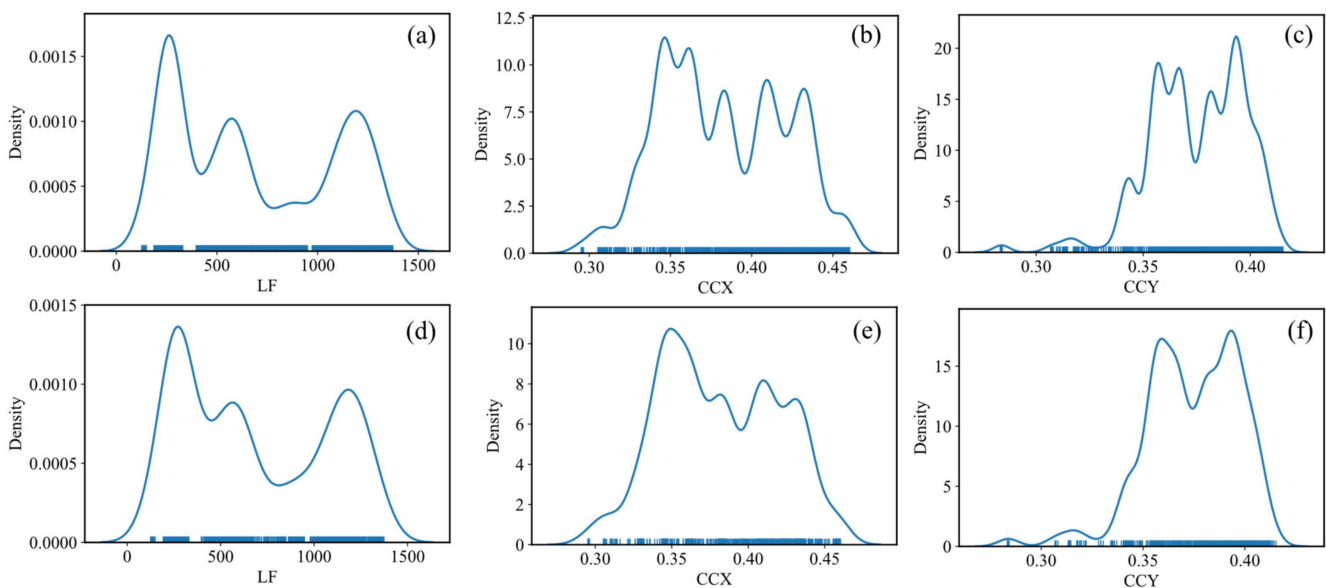 (a)
0.0015
0.0010
0.0005
0.0000
Density
0 500 1000 1500
LF
(b)
12.5
10.0
7.5
5.0
2.5
0.0
Density
0.30 0.35 0.40 0.45
CCX
(c)
20
15
10
5
0
Density
0.30 0.35 0.40
CCY
(d)
0.0015
0.0010
0.0005
0.0000
Density
0 500 1000 1500
LF
(e)
10
8
6
4
2
0
Density
0.30 0.35 0.40 0.45
CCX
(f)
15
10
5
0
Density
0.30 0.35 0.40
CCY